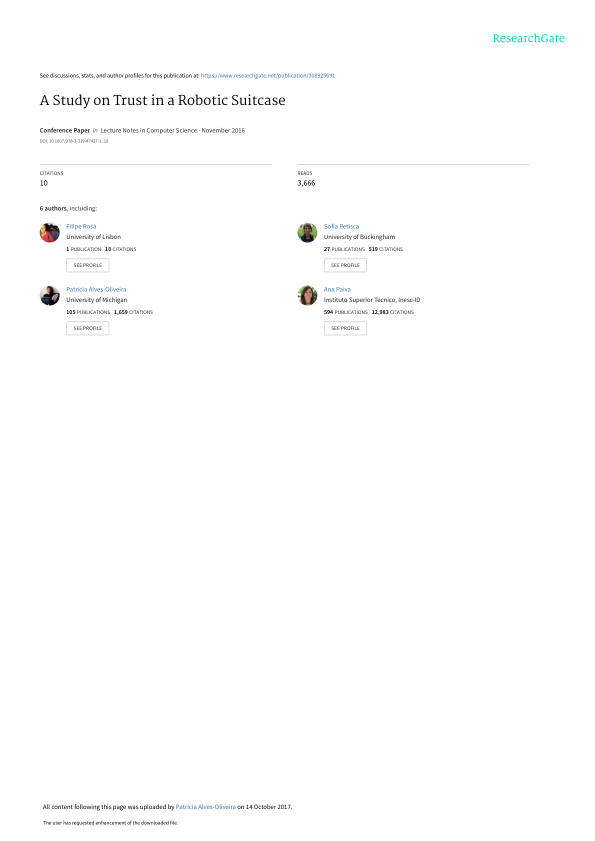 ResearchGate
See discussions, stats, and author profiles for this publication at: https://www.researchgate.net/publication/308925691
A Study on Trust in a Robotic Suitcase
Conference Paper in Lecture Notes in Computer Science · November 2016
DOI: 10.1007/978-3-319-47437-3_18
CITATIONS
10
READS
3,666
6 authors, including:
Filipe Rosa
University of Lisbon
1 PUBLICATION 10 CITATIONS
SEE PROFILE
Sofia Petisca
University of Buckingham
27 PUBLICATIONS 519 CITATIONS
SEE PROFILE
Patrícia Alves-Oliveira
University of Michigan
105 PUBLICATIONS 1,659 CITATIONS
SEE PROFILE
Ana Paiva
Instituto Superior Técnico, Inesc-ID
594 PUBLICATIONS 12,983 CITATIONS
SEE PROFILE
All content following this page was uploaded by Patrícia Alves-Oliveira on 14 October 2017.
The user has requested enhancement of the downloaded file.